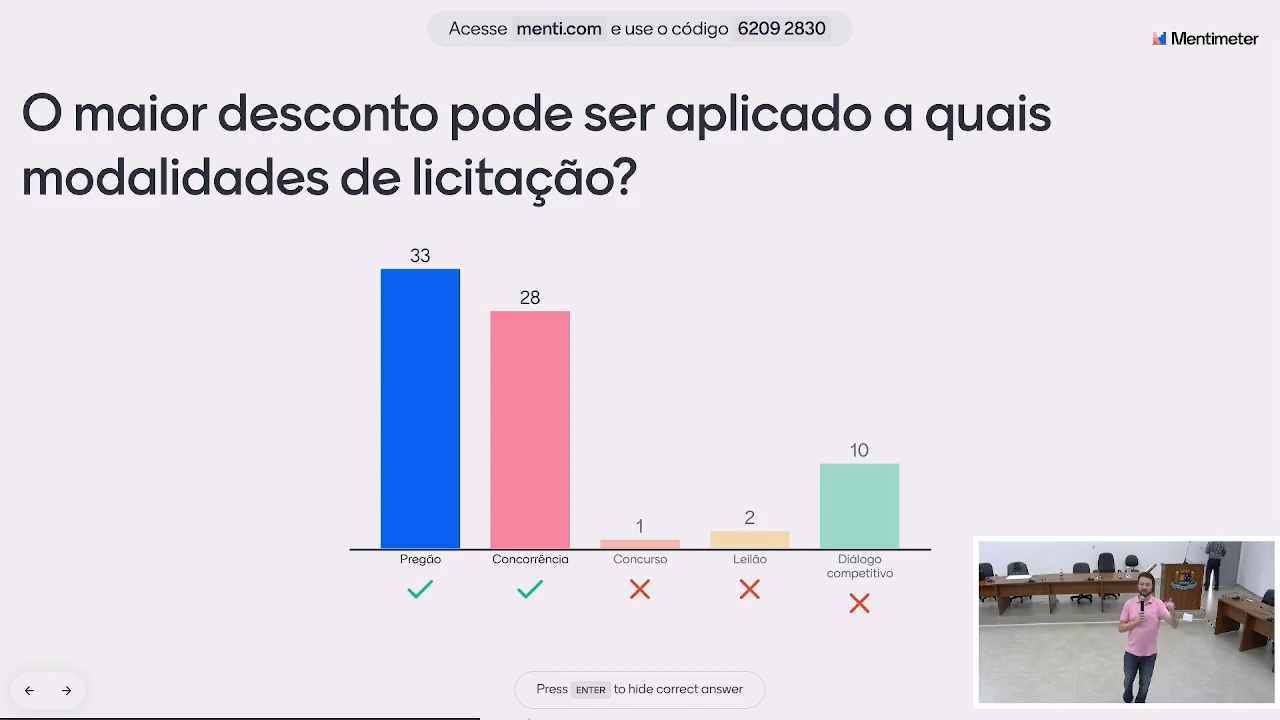 Acesse menti.com e use o código 6209 2830
Mentimeter
O maior desconto pode ser aplicado a quais
modalidades de licitação?
33
28
1
2
10
Pregão
Concorrência
Concurso
Leilão
Diálogo
competitivo
Press ENTER to hide correct answer